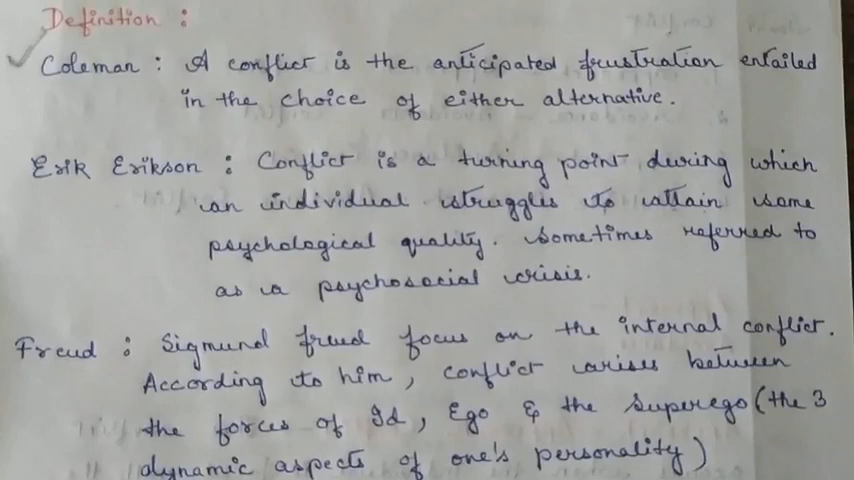 Definition :
Coleman : A conflict is the anticipated frustration entailed
in the choice of either alternative.
Erik Erikson : Conflict is a turning point during which
an individual struggles to attain some
psychological quality. Sometimes referred to
as a psychosocial crisis.
Freud : Sigmund freud focus on the internal conflict.
According to him, conflict arises between
the forces of Id, Ego & the Superego (the 3
dynamic aspects of one's personality)